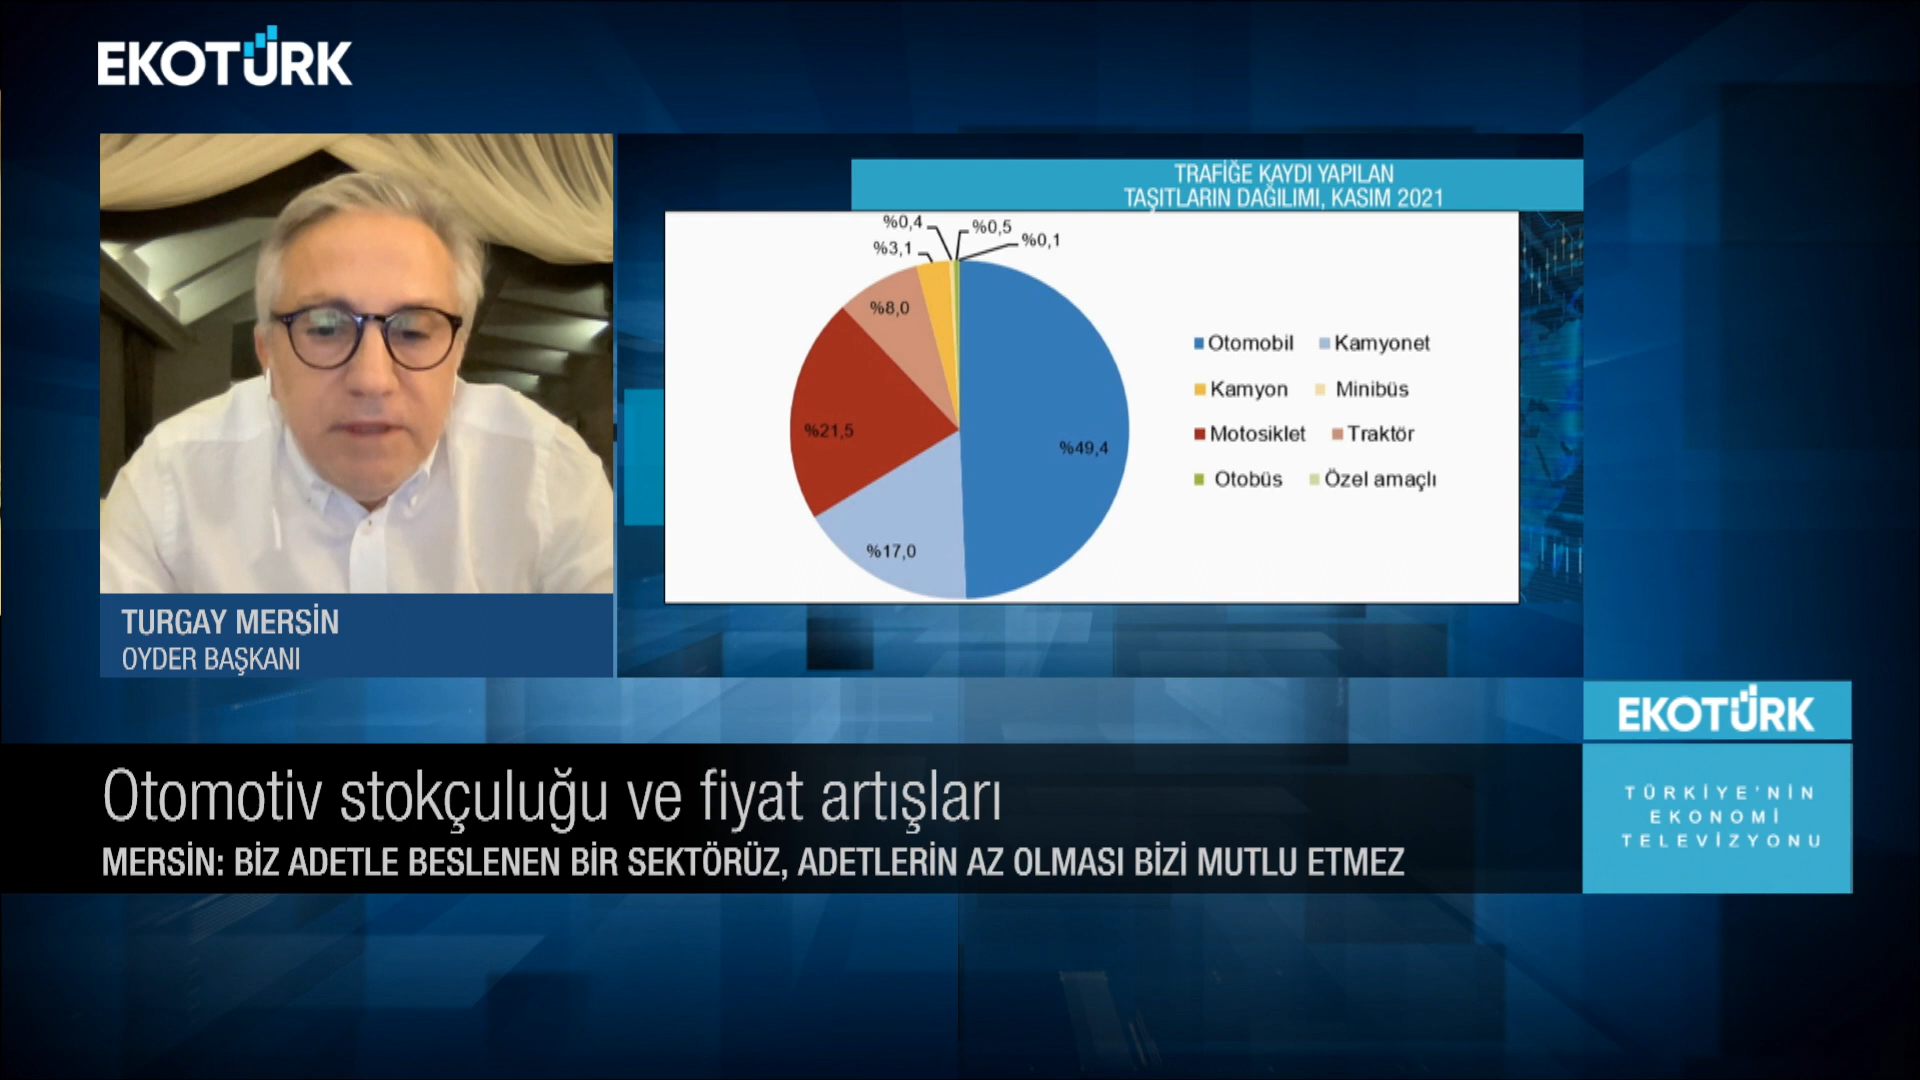 EKOTÜRK
TRAFİĞE KAYDI YAPILAN
TAŞITLARIN DAĞILIMI, KASIM 2021
%0,4
%0,5
%3,1
%0,1
%8,0
%21,5
%49,4
%17,0
Otomobil
Kamyonet
Kamyon
Minibüs
Motosiklet
Traktör
Otobüs
Özel amaçlı
TURGAY MERSİN
OYDER BAŞKANI
EKOTÜRK
TÜRKİYE'NİN
EKONOMİ
TELEVİZYONU
Otomotiv stokçuluğu ve fiyat artışları
MERSİN: BİZ ADETLE BESLENEN BİR SEKTÖRÜZ, ADETLERİN AZ OLMASI BİZİ MUTLU ETMEZ